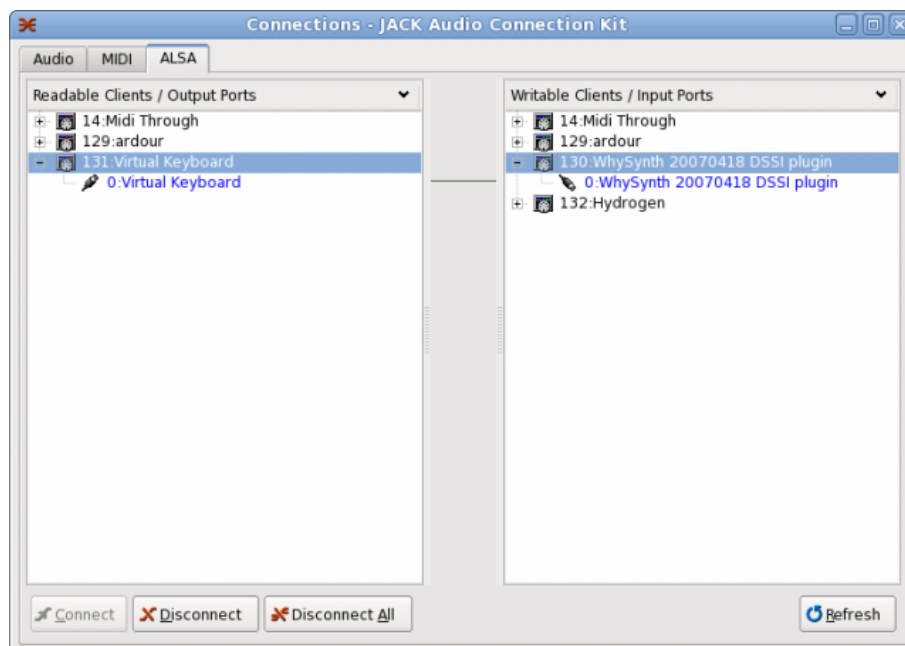 Connections - JACK Audio Connection Kit
Audio MIDI ALSA
Readable Clients / Output Ports
14:Midi Through
129:ardour
131:Virtual Keyboard
0:Virtual Keyboard
Writable Clients / Input Ports
14:Midi Through
129:ardour
130:WhySynth 20070418 DSSI plugin
0:WhySynth 20070418 DSSI plugin
132:Hydrogen
Connect Disconnect Disconnect All Refresh